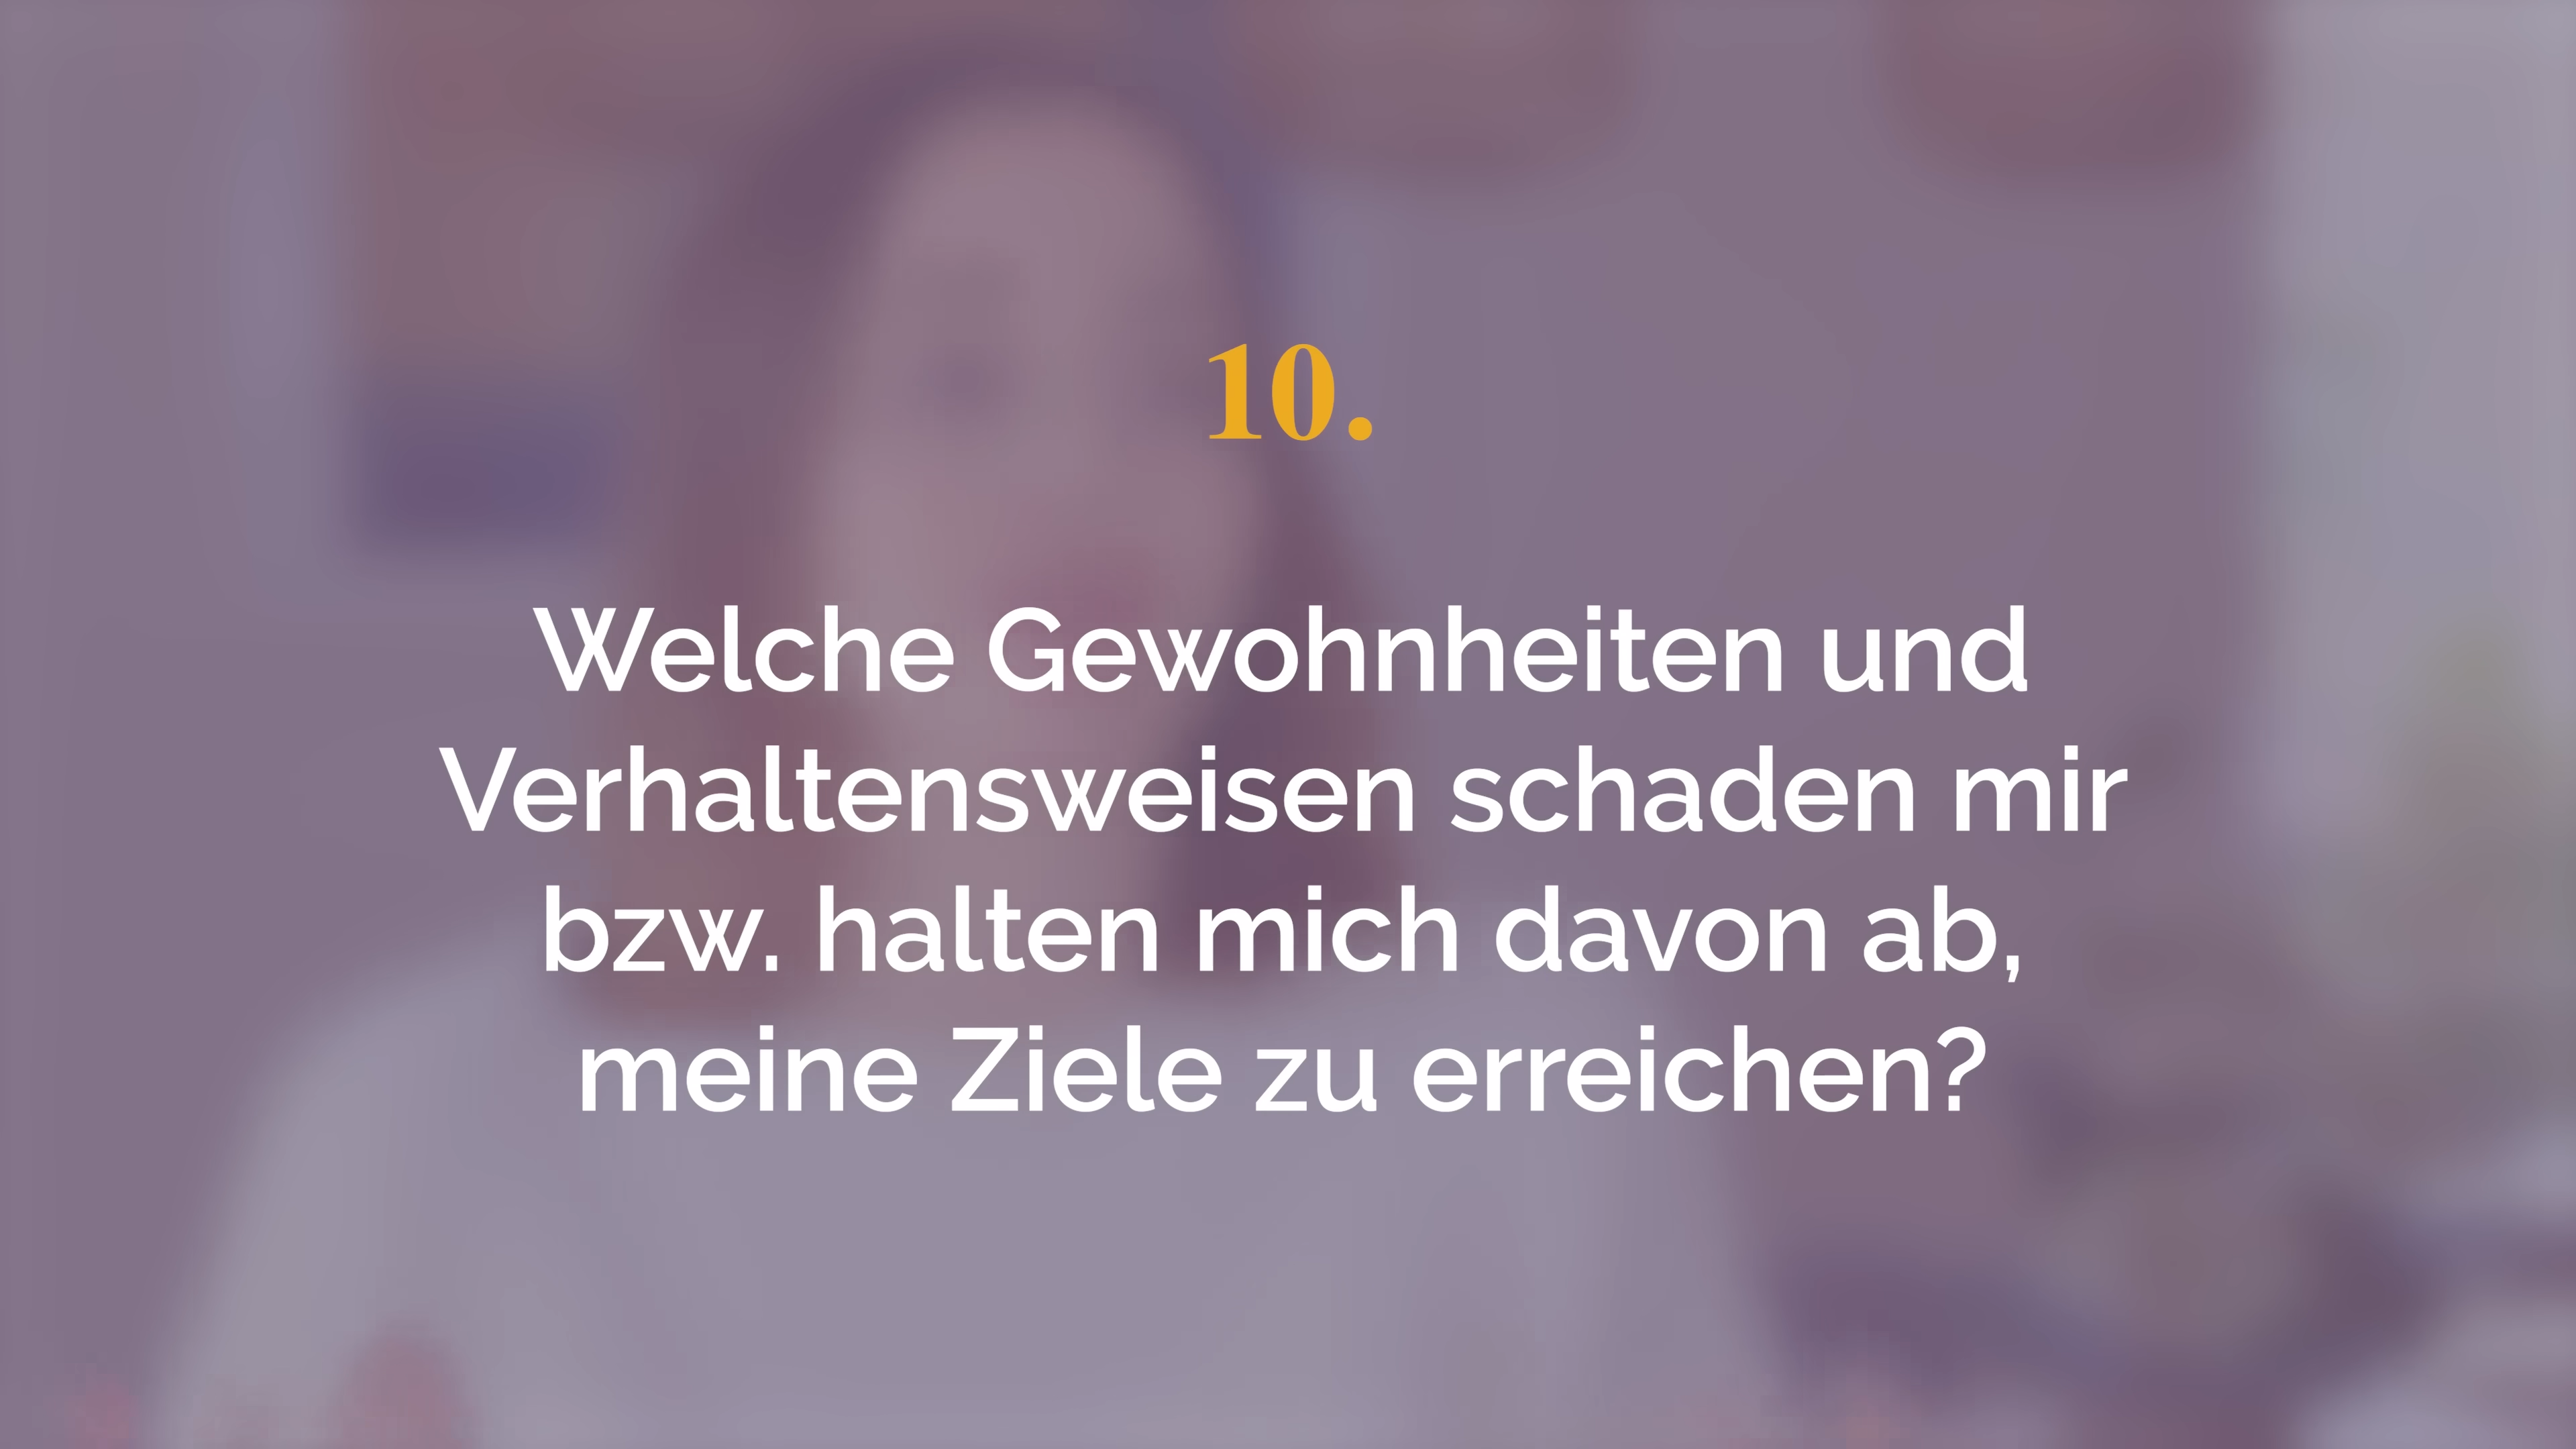 10.
Welche Gewohnheiten und
Verhaltensweisen schaden mir
bzw. halten mich davon ab,
meine Ziele zu erreichen?